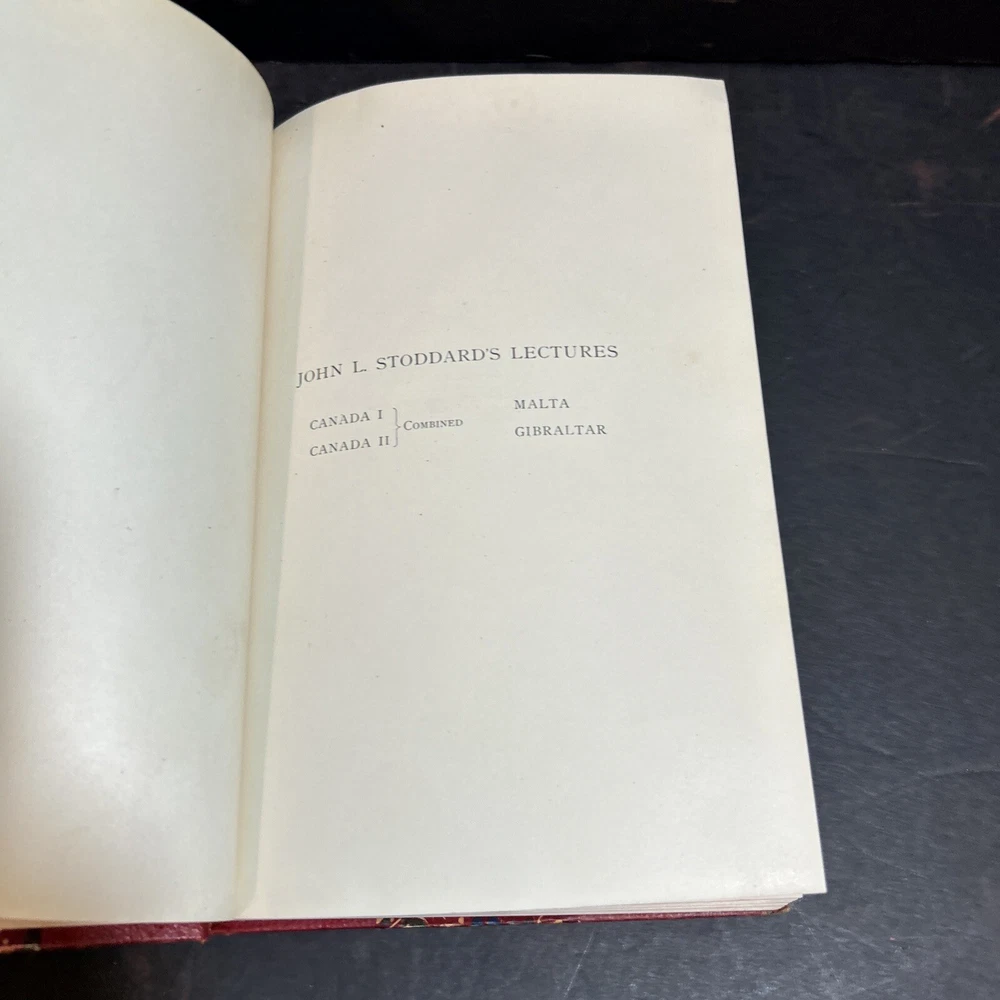 JOHN L. STODDARD'S LECTURES
CANADA I
CANADA II
} COMBINED
MALTA
GIBRALTAR